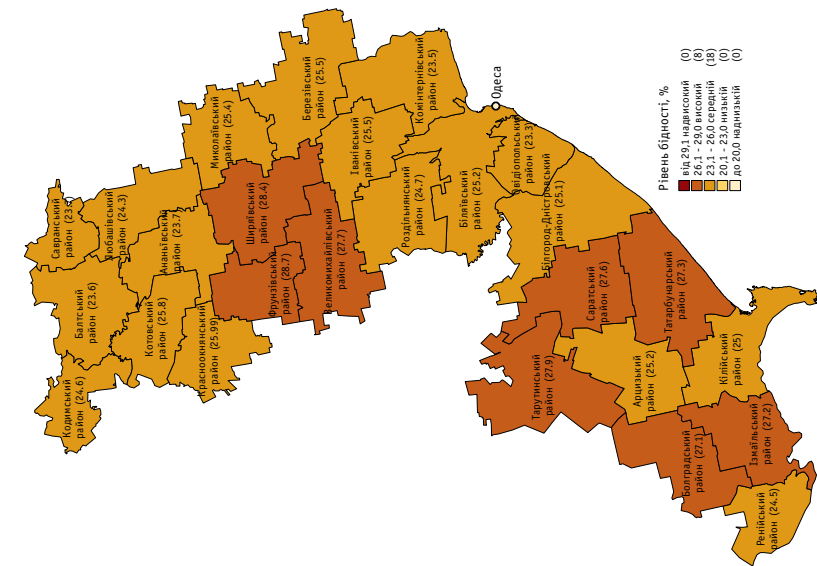 Кодимський
район (24.6)
Балтський
район (23.6)
Савранський
Любашівський
район (24.3)
Котовський
район (25.8)
Ананьївський
район (23.7)
Красноокнянський
район (25.99)
Миколаївський
район (25.4)
Ширяївський
район (28.4)
Фрунзівський
район (28.7)
Великомихайлівський
район (27.7)
Березівський
район (25.5)
Іванівський
район (25.5)
Комінтернівський
район (23.5)
Роздільнянський
район (24.7)
Біляївський
район (25.2)
Одеса
Овідіопольський
район (23.3)
Білгород-Дністровський
район (25.1)
Саратський
район (27.6)
Татарбунарський
район (27.3)
Тарутинський
район (27.9)
Арцизький
район (25.2)
Кілійський
район (25)
Болградський
район (27.1)
Ізмаїльський
район (27.2)
Ренійський
район (24.5)
Рівень бідності, %
від 29,1 надвисокий (0)
26,1 - 29,0 високий (8)
23,1 - 26,0 середній (18)
20,1 - 23,0 низькій (0)
до 20,0 наднизькій (0)